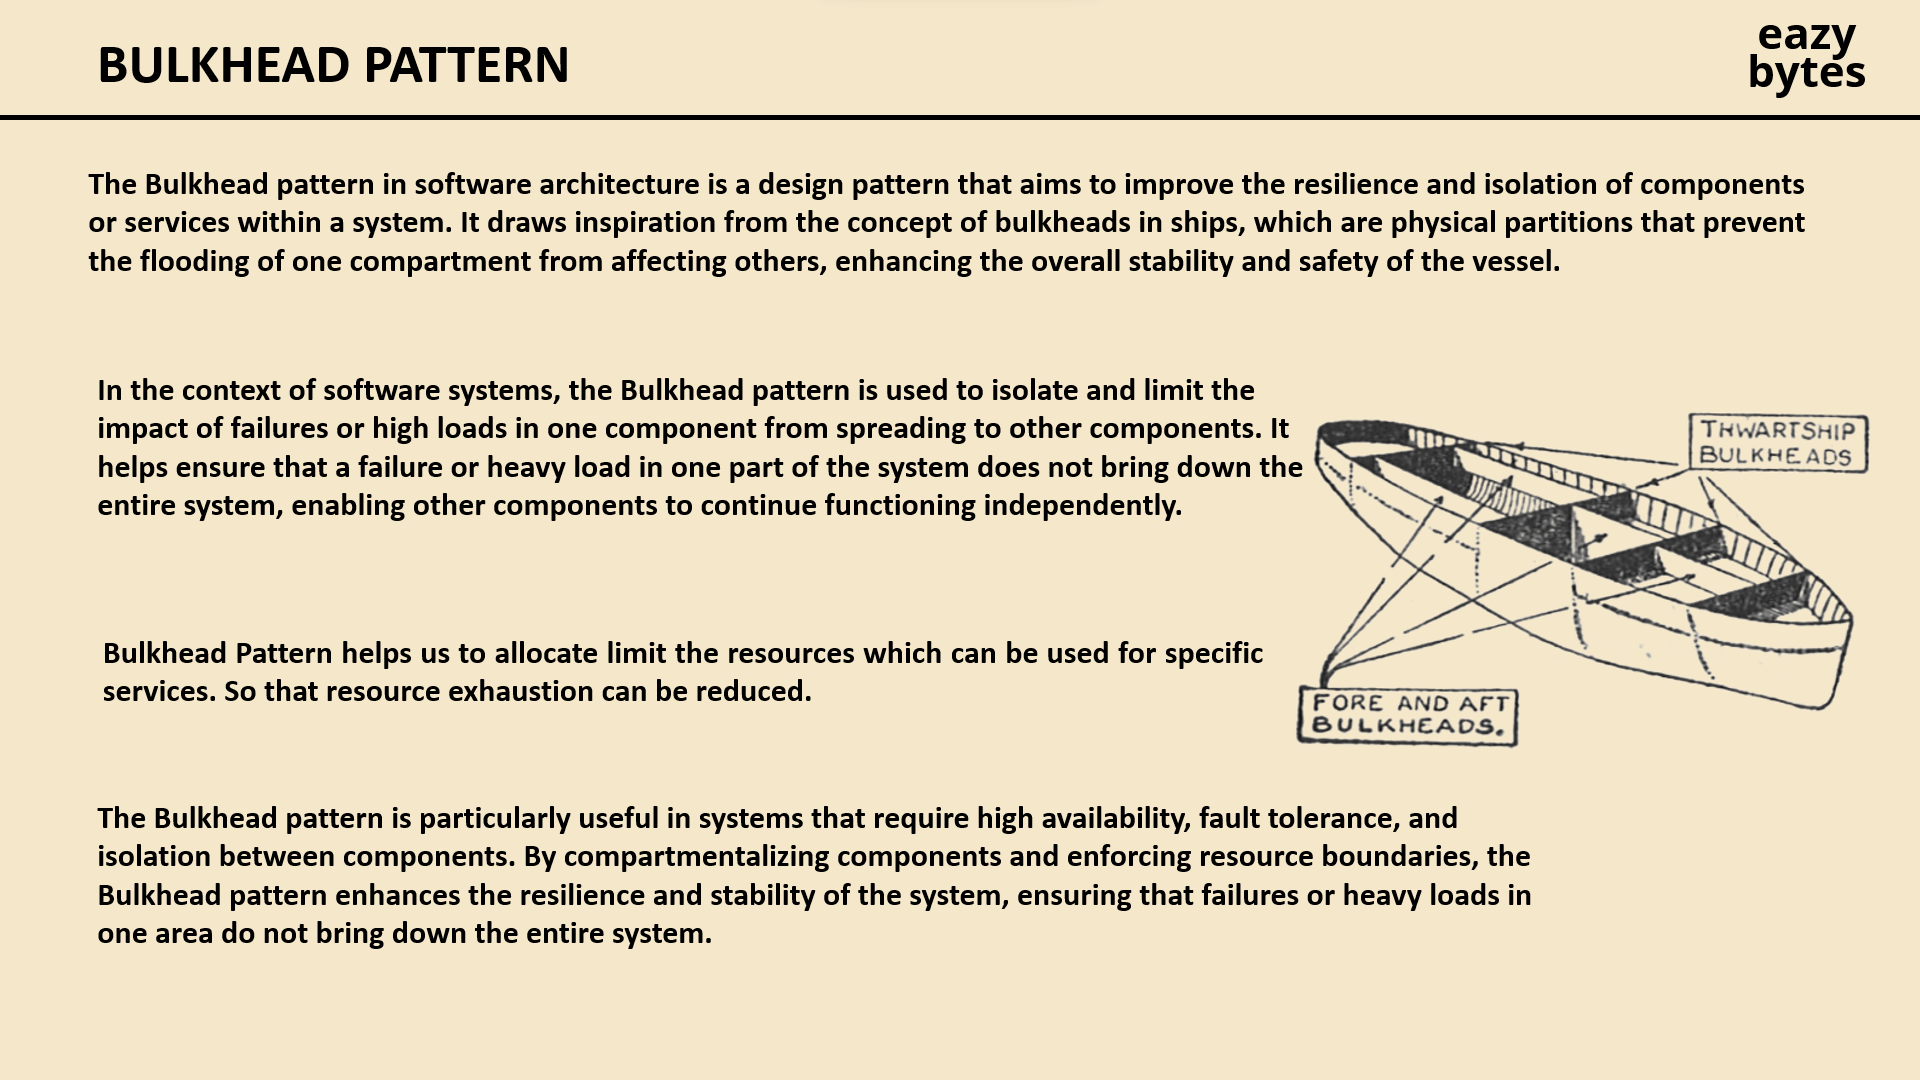 BULKHEAD PATTERN
eazy
bytes
The Bulkhead pattern in software architecture is a design pattern that aims to improve the resilience and isolation of components
or services within a system. It draws inspiration from the concept of bulkheads in ships, which are physical partitions that prevent
the flooding of one compartment from affecting others, enhancing the overall stability and safety of the vessel.
In the context of software systems, the Bulkhead pattern is used to isolate and limit the
impact of failures or high loads in one component from spreading to other components. It
helps ensure that a failure or heavy load in one part of the system does not bring down the
entire system, enabling other components to continue functioning independently.
THWARTSHIP
BULKHEADS
Bulkhead Pattern helps us to allocate limit the resources which can be used for specific
services. So that resource exhaustion can be reduced.
FORE AND AFT
BULKHEADS.
The Bulkhead pattern is particularly useful in systems that require high availability, fault tolerance, and
isolation between components. By compartmentalizing components and enforcing resource boundaries, the
Bulkhead pattern enhances the resilience and stability of the system, ensuring that failures or heavy loads in
one area do not bring down the entire system.